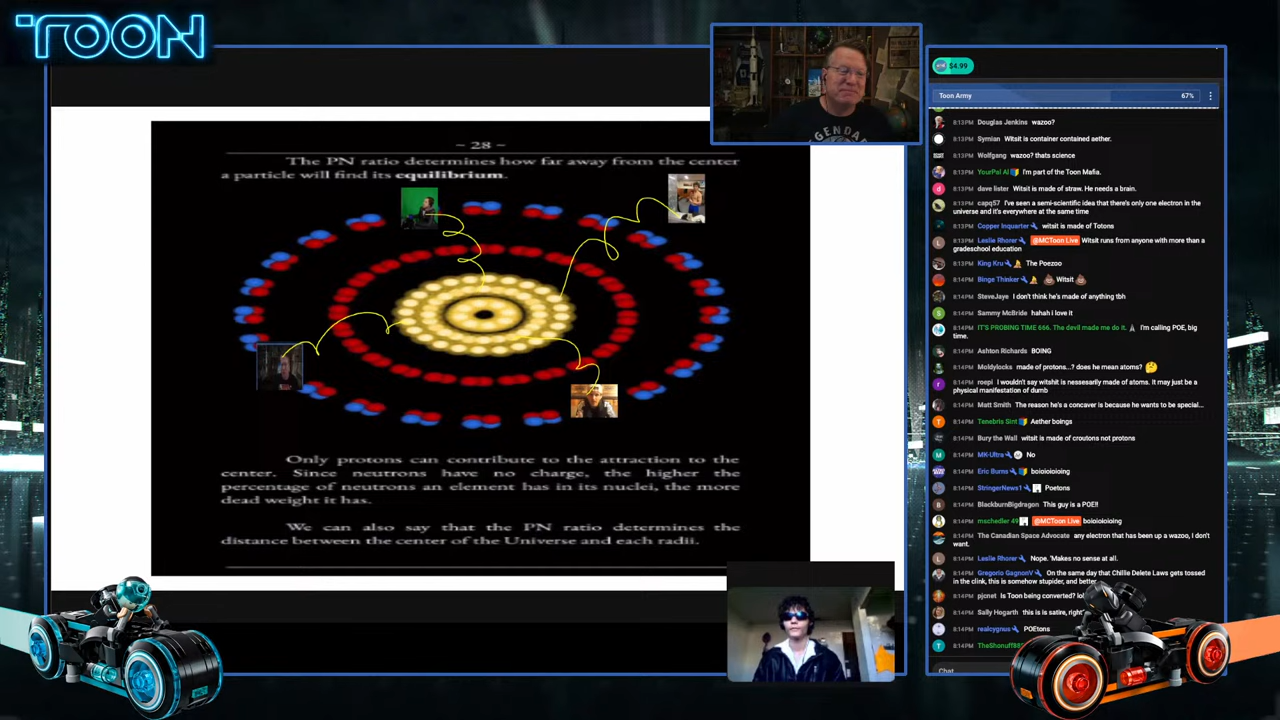 TOON
~ 28 ~
The PN ratio determines how far away from the center
a particle will find its equilibrium.
Only protons can contribute to the attraction to the
center. Since neutrons have no charge, the higher the
percentage of neutrons an element has in its nuclei, the more
dead weight it has.
We can also say that the PN ratio determines the
distance between the center of the Universe and each radii.
LEGENDA
$4.99
Toon Army 67%
8:13PM Douglas Jenkins wazoo?
8:13PM Symian Witsit is container contained aether.
8:13PM Wolfgang wazoo? thats science
8:13PM YourPal Al I'm part of the Toon Mafia.
8:13PM dave lister Witsit is made of straw. He needs a brain.
8:13PM capq57 I've seen a semi-scientific idea that there's only one electron in the
universe and it's everywhere at the same time
8:13PM Copper Inquarter witsit is made of Totons
8:13PM Leslie Rhorer @MCToon Live Witsit runs from anyone with more than a
gradeschool education
8:13PM King Kru The Poezoo
8:14PM Binge Thinker Witsit
8:14PM SteveJaye I don't think he's made of anything tbh
8:14PM Sammy McBride hahah i love it
8:14PM IT'S PROBING TIME 666. The devil made me do it. I'm calling POE, big
time.
8:14PM Ashton Richards BOING
8:14PM Moldylocks made of protons...? does he mean atoms?
8:14PM roepi I wouldn't say witshit is nessesarily made of atoms. It may just be a
physical manifestation of dumb
8:14PM Matt Smith The reason he's a concaver is because he wants to be special...
8:14PM Tenebris Sint Aether boings
8:14PM Bury the Wall witsit is made of croutons not protons
8:14PM MK-Ultra No
8:14PM Eric Burns boioioioioing
8:14PM StringerNews1 Poetons
8:14PM BlackburnBigdragon This guy is a POE!!
8:14PM mschedler 49 @MCToon Live boioioioioing
8:14PM The Canadian Space Advocate any electron that has been up a wazoo, I don't
want.
8:14PM Leslie Rhorer Nope. 'Makes no sense at all.
8:14PM Gregorio GagnonV On the same day that Chillie Delete Laws gets tossed
in the clink, this is somehow stupider, and better
8:14PM pjcnet Is Toon being converted? lol
8:14PM Sally Hogarth this is is satire, right
8:14PM realcygnus POEtons
8:14PM
Chat